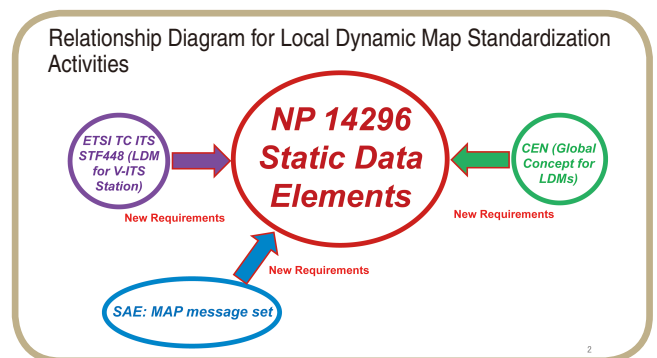 Relationship Diagram for Local Dynamic Map Standardization
Activities
ETSI TC ITS
STF448 (LDM
for V-ITS
Station)
NP 14296
Static Data
Elements
CEN (Global
Concept for
LDMs)
New Requirements
New Requirements
New Requirements
SAE: MAP message set
2